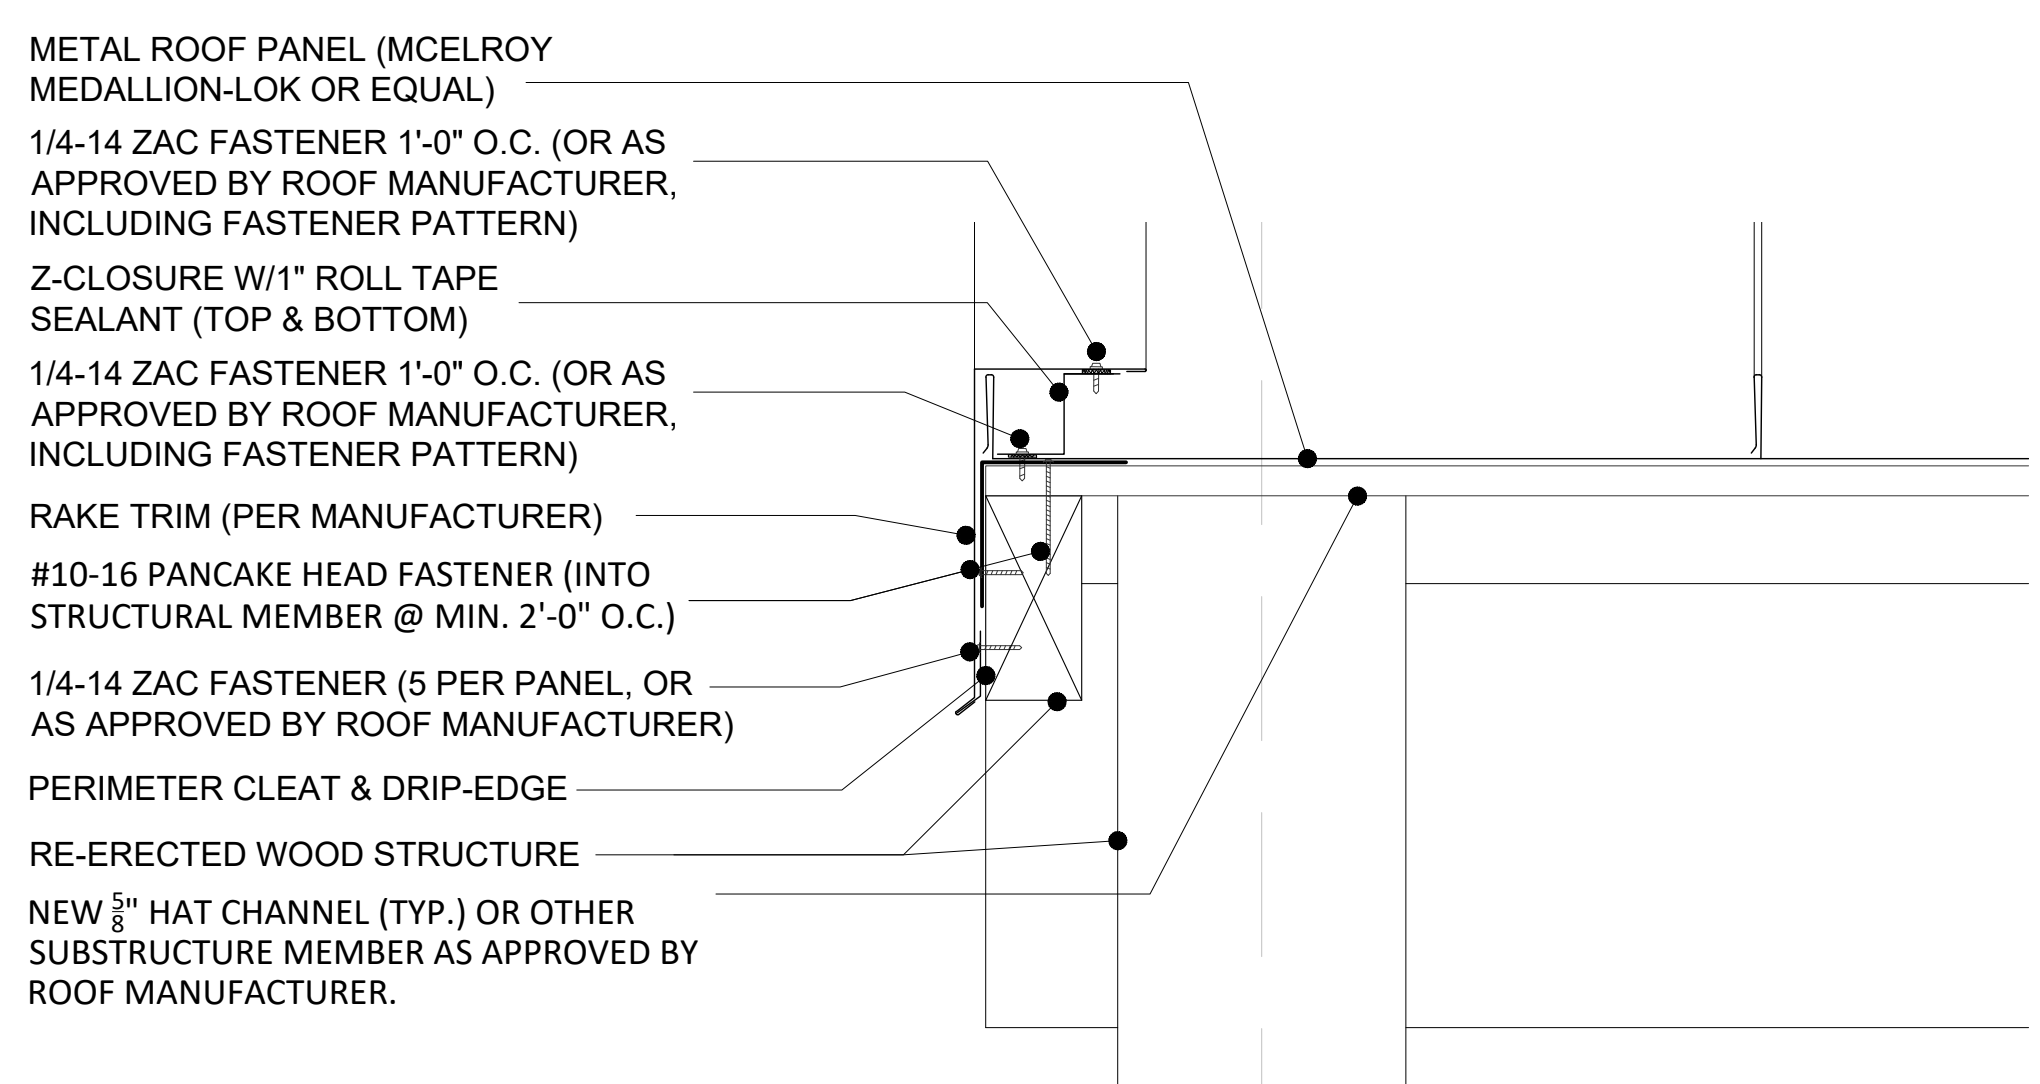 METAL ROOF PANEL (MCELROY
MEDALLION-LOK OR EQUAL)
1/4-14 ZAC FASTENER 1'-0" O.C. (OR AS
APPROVED BY ROOF MANUFACTURER,
INCLUDING FASTENER PATTERN)
Z-CLOSURE W/1" ROLL TAPE
SEALANT (TOP & BOTTOM)
1/4-14 ZAC FASTENER 1'-0" O.C. (OR AS
APPROVED BY ROOF MANUFACTURER,
INCLUDING FASTENER PATTERN)
RAKE TRIM (PER MANUFACTURER)
#10-16 PANCAKE HEAD FASTENER (INTO
STRUCTURAL MEMBER @ MIN. 2'-0" O.C.)
1/4-14 ZAC FASTENER (5 PER PANEL, OR
AS APPROVED BY ROOF MANUFACTURER)
PERIMETER CLEAT & DRIP-EDGE
RE-ERECTED WOOD STRUCTURE
NEW 5/8" HAT CHANNEL (TYP.) OR OTHER
SUBSTRUCTURE MEMBER AS APPROVED BY
ROOF MANUFACTURER.